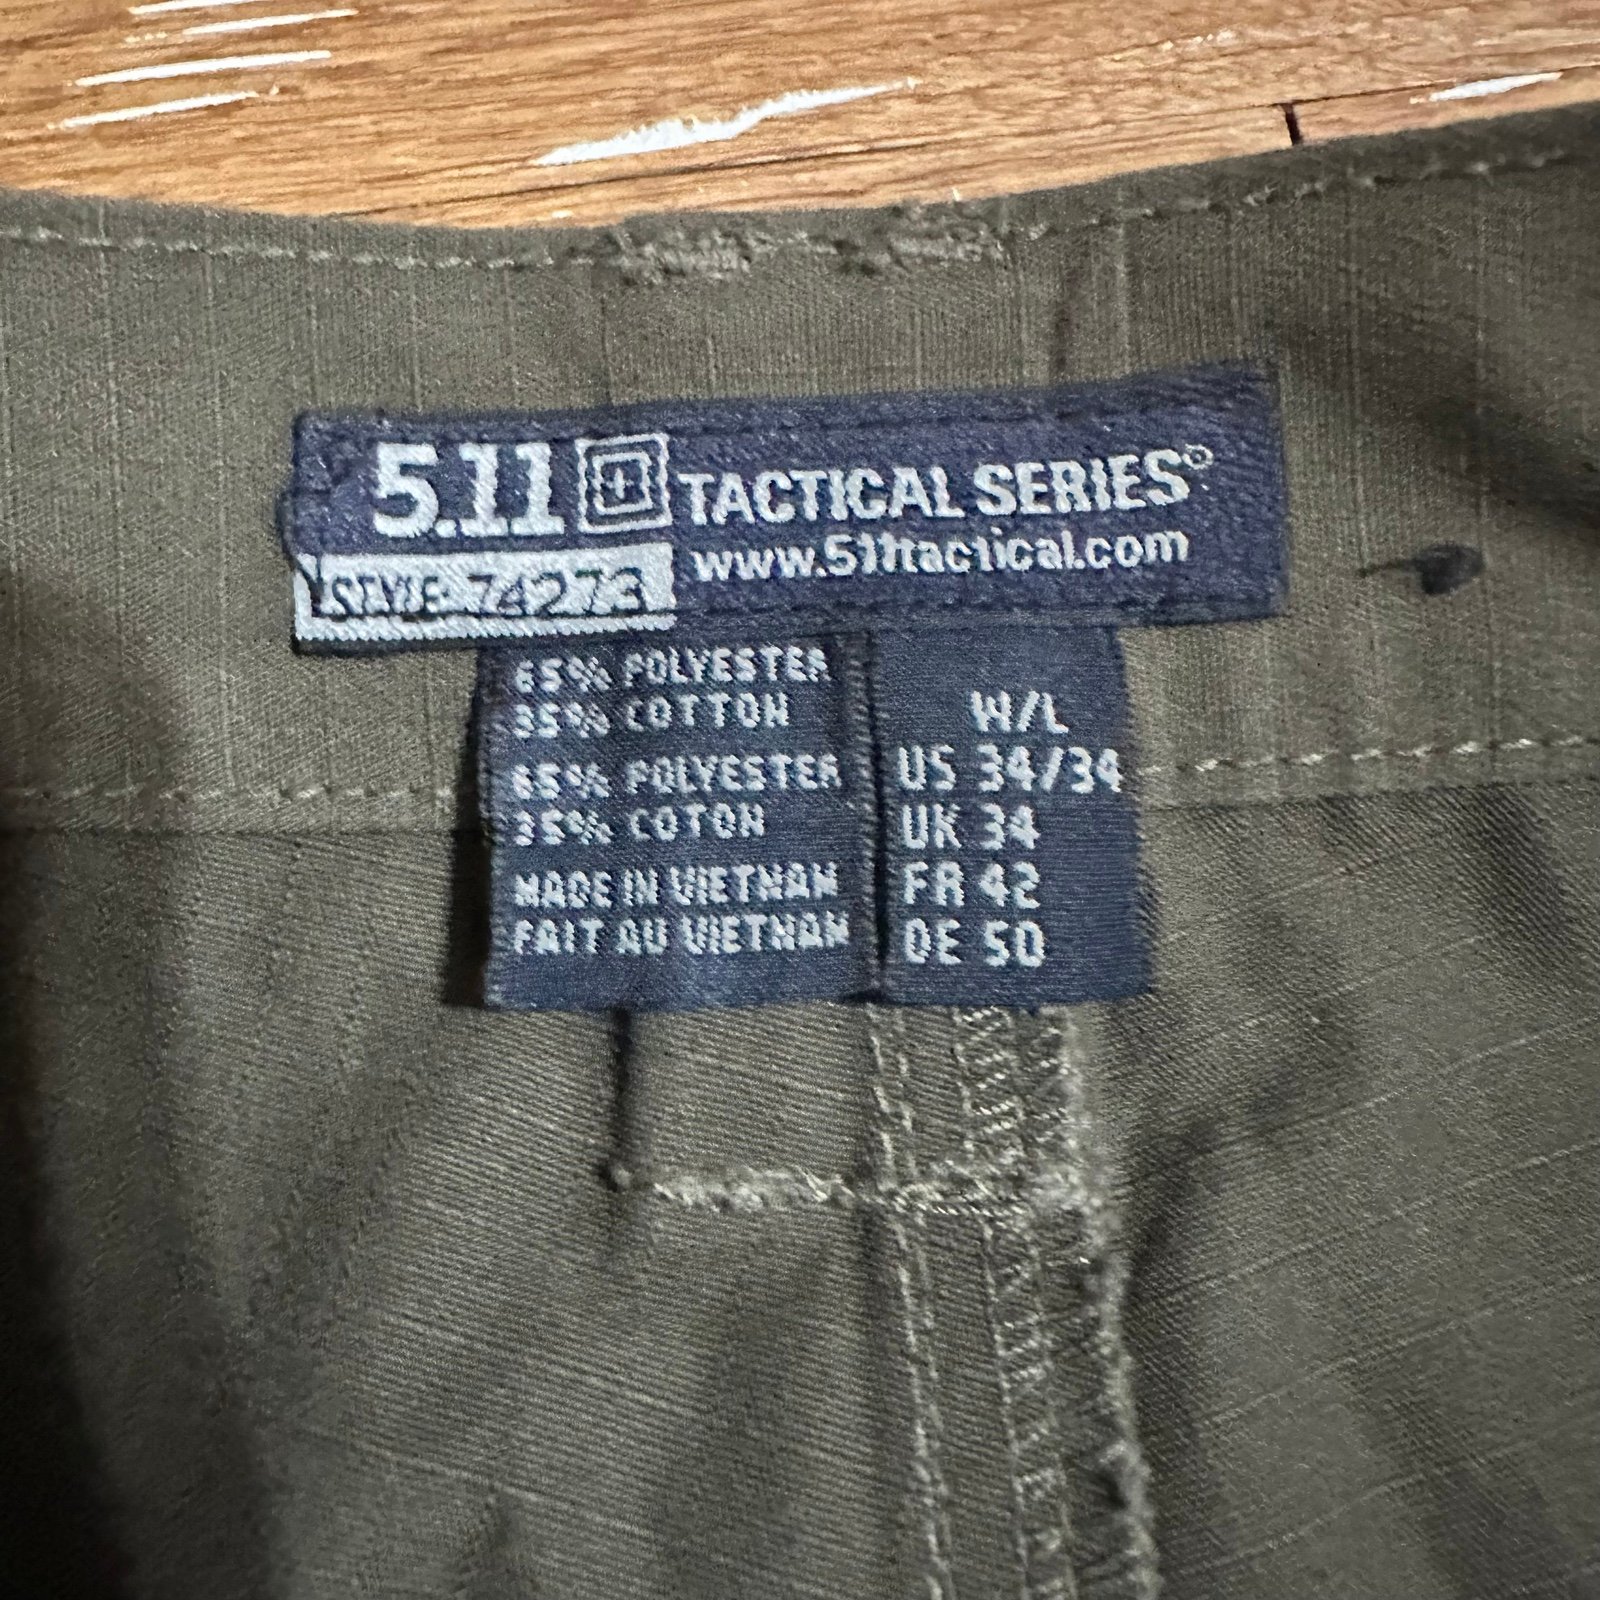 5.11 TACTICAL SERIES®
www.511tactical.com
STYLE: 74273
65% POLYESTER
35% COTTON
65% POLYESTER
35% COTON
MADE IN VIETNAM
FAIT AU VIETNAM
W/L
US 34/34
UK 34
FR 42
DE 50